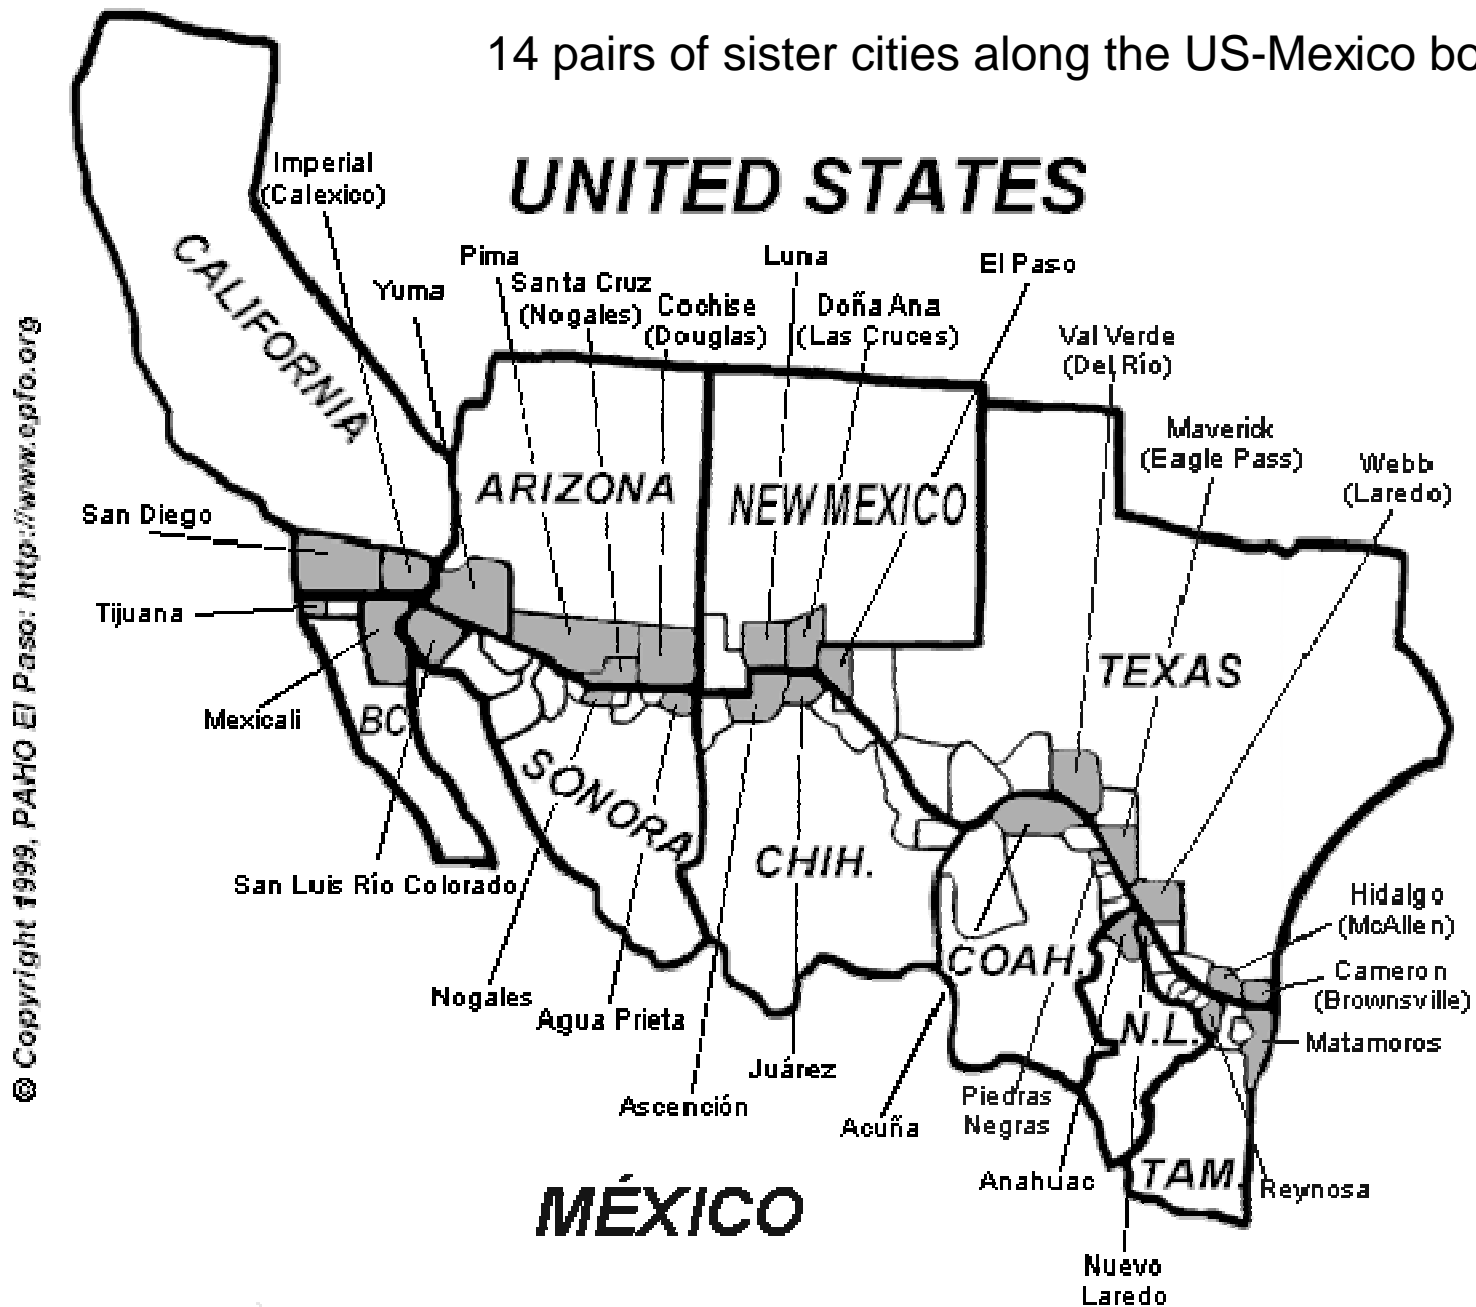 14 pairs of sister cities along the US-Mexico bo
UNITED STATES
Imperial
(Calexico)
CALIFORNIA
Yuma
Pima
Santa Cruz
(Nogales)
Cochise
(Douglas)
Luna
Doña Ana
(Las Cruces)
El Paso
Val Verde
(Del Río)
Maverick
(Eagle Pass)
Webb
(Laredo)
ARIZONA
NEW MEXICO
TEXAS
San Diego
Tijuana
Mexicali
BC
SONORA
CHIH.
COAH.
N.L.
TAM.
San Luis Río Colorado
Nogales
Agua Prieta
Ascención
Juárez
Acuña
Piedras
Negras
Anahuac
Nuevo
Laredo
Reynosa
Hidalgo
(McAllen)
Cameron
(Brownsville)
Matamoros
MÉXICO
© Copyright 1999, PAHO El Paso: http://www.opfo.org